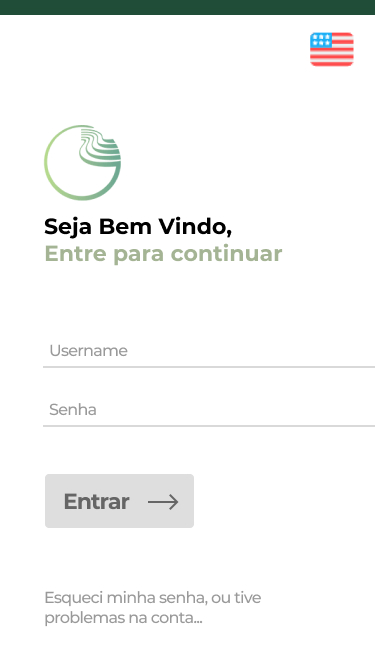 Seja Bem Vindo,
Entre para continuar
Username
Senha
Entrar
Esqueci minha senha, ou tive
problemas na conta...